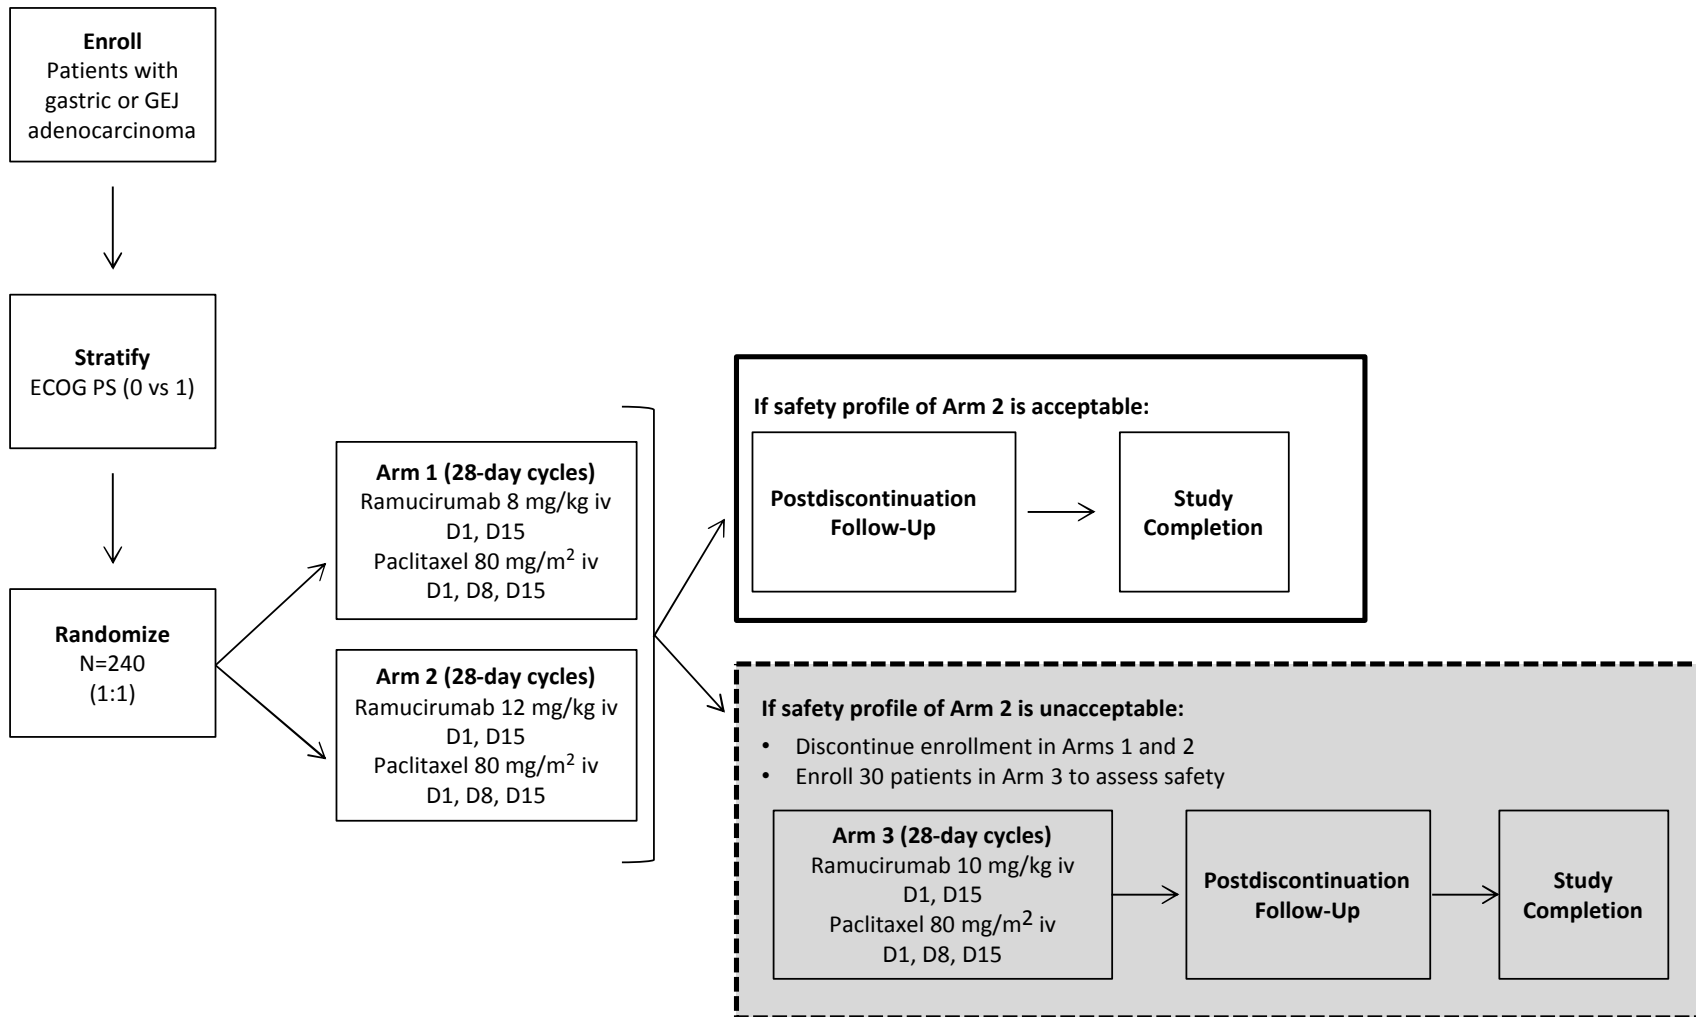 Enroll
Patients with
gastric or GEJ
adenocarcinoma
Stratify
ECOG PS (0 vs 1)
Randomize
N=240
(1:1)
Arm 1 (28-day cycles)
Ramucirumab 8 mg/kg iv
D1, D15
Paclitaxel 80 mg/m² iv
D1, D8, D15
Arm 2 (28-day cycles)
Ramucirumab 12 mg/kg iv
D1, D15
Paclitaxel 80 mg/m² iv
D1, D8, D15
If safety profile of Arm 2 is acceptable:
Postdiscontinuation
Follow-Up
Study
Completion
If safety profile of Arm 2 is unacceptable:
• Discontinue enrollment in Arms 1 and 2
• Enroll 30 patients in Arm 3 to assess safety
Arm 3 (28-day cycles)
Ramucirumab 10 mg/kg iv
D1, D15
Paclitaxel 80 mg/m² iv
D1, D8, D15
Postdiscontinuation
Follow-Up
Study
Completion